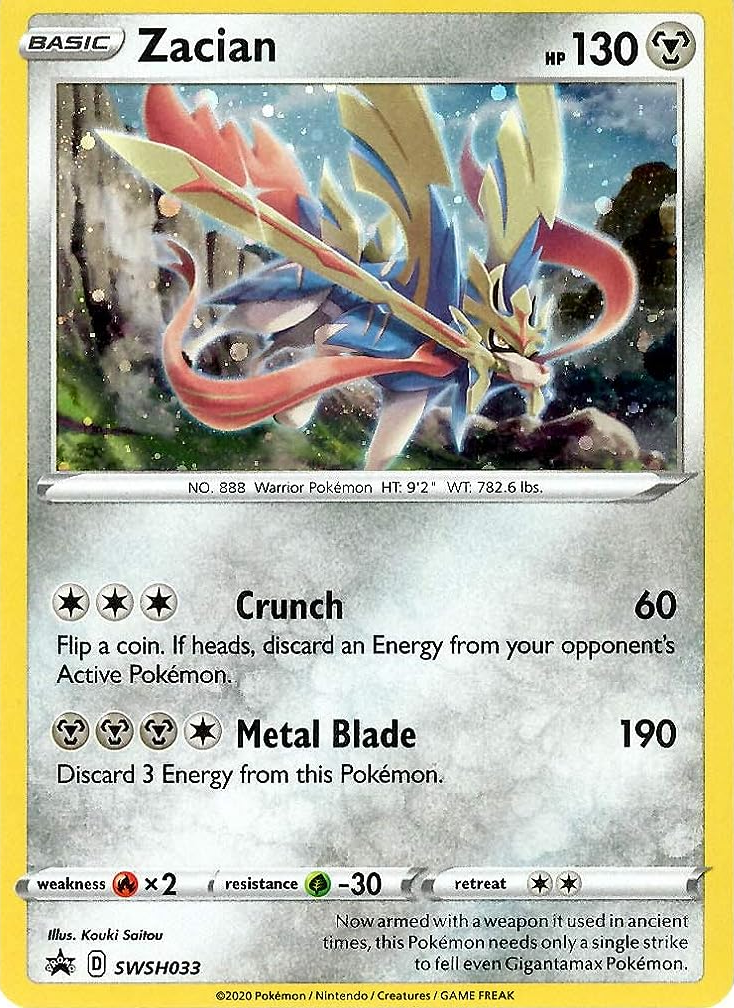 BASIC Zacian HP 130
NO. 888 Warrior Pokémon HT: 9'2" WT: 782.6 lbs.
Crunch 60
Flip a coin. If heads, discard an Energy from your opponent's
Active Pokémon.
Metal Blade 190
Discard 3 Energy from this Pokémon.
weakness ×2 resistance -30 retreat
Illus. Kouki Saitou
Now armed with a weapon it used in ancient
times, this Pokémon needs only a single strike
to fell even Gigantamax Pokémon.
D SWSH033
©2020 Pokémon / Nintendo / Creatures / GAME FREAK